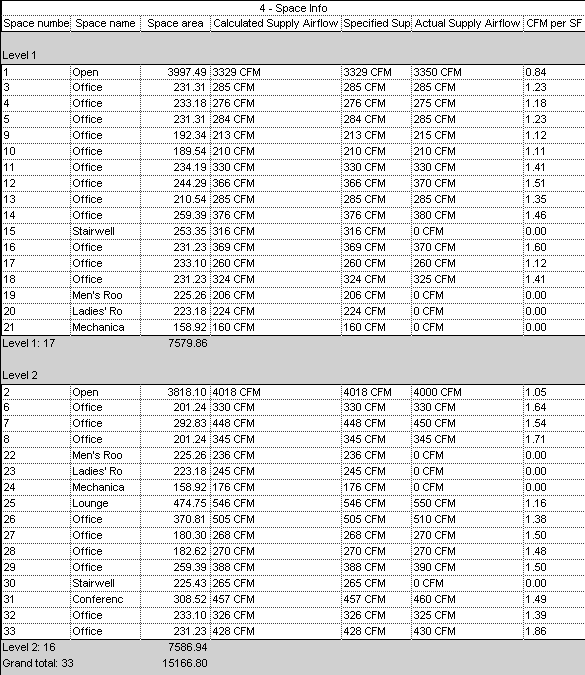 4 - Space Info
Space numbe Space name Space area Calculated Supply Airflow Specified Sup Actual Supply Airflow CFM per SF
Level 1
1 Open 3997.49 3329 CFM 3329 CFM 3350 CFM 0.84
3 Office 231.31 285 CFM 285 CFM 285 CFM 1.23
4 Office 233.18 276 CFM 276 CFM 275 CFM 1.18
5 Office 231.31 284 CFM 284 CFM 285 CFM 1.23
9 Office 192.34 213 CFM 213 CFM 215 CFM 1.12
10 Office 189.54 210 CFM 210 CFM 210 CFM 1.11
11 Office 234.19 330 CFM 330 CFM 330 CFM 1.41
12 Office 244.29 366 CFM 366 CFM 370 CFM 1.51
13 Office 210.54 285 CFM 285 CFM 285 CFM 1.35
14 Office 259.39 376 CFM 376 CFM 380 CFM 1.46
15 Stairwell 253.35 316 CFM 316 CFM 0 CFM 0.00
16 Office 231.23 369 CFM 369 CFM 370 CFM 1.60
17 Office 233.10 260 CFM 260 CFM 260 CFM 1.12
18 Office 231.23 324 CFM 324 CFM 325 CFM 1.41
19 Men's Roo 225.26 206 CFM 206 CFM 0 CFM 0.00
20 Ladies' Ro 223.18 224 CFM 224 CFM 0 CFM 0.00
21 Mechanica 158.92 160 CFM 160 CFM 0 CFM 0.00
Level 1: 17 7579.86
Level 2
2 Open 3818.10 4018 CFM 4018 CFM 4000 CFM 1.05
6 Office 201.24 330 CFM 330 CFM 330 CFM 1.64
7 Office 292.83 448 CFM 448 CFM 450 CFM 1.54
8 Office 201.24 345 CFM 345 CFM 345 CFM 1.71
22 Men's Roo 225.26 236 CFM 236 CFM 0 CFM 0.00
23 Ladies' Ro 223.18 245 CFM 245 CFM 0 CFM 0.00
24 Mechanica 158.92 176 CFM 176 CFM 0 CFM 0.00
25 Lounge 474.75 546 CFM 546 CFM 550 CFM 1.16
26 Office 370.81 505 CFM 505 CFM 510 CFM 1.38
27 Office 180.30 268 CFM 268 CFM 270 CFM 1.50
28 Office 182.62 270 CFM 270 CFM 270 CFM 1.48
29 Office 259.39 388 CFM 388 CFM 390 CFM 1.50
30 Stairwell 225.43 265 CFM 265 CFM 0 CFM 0.00
31 Conferenc 308.52 457 CFM 457 CFM 460 CFM 1.49
32 Office 233.10 326 CFM 326 CFM 325 CFM 1.39
33 Office 231.23 428 CFM 428 CFM 430 CFM 1.86
Level 2: 16 7586.94
Grand total: 33 15166.80